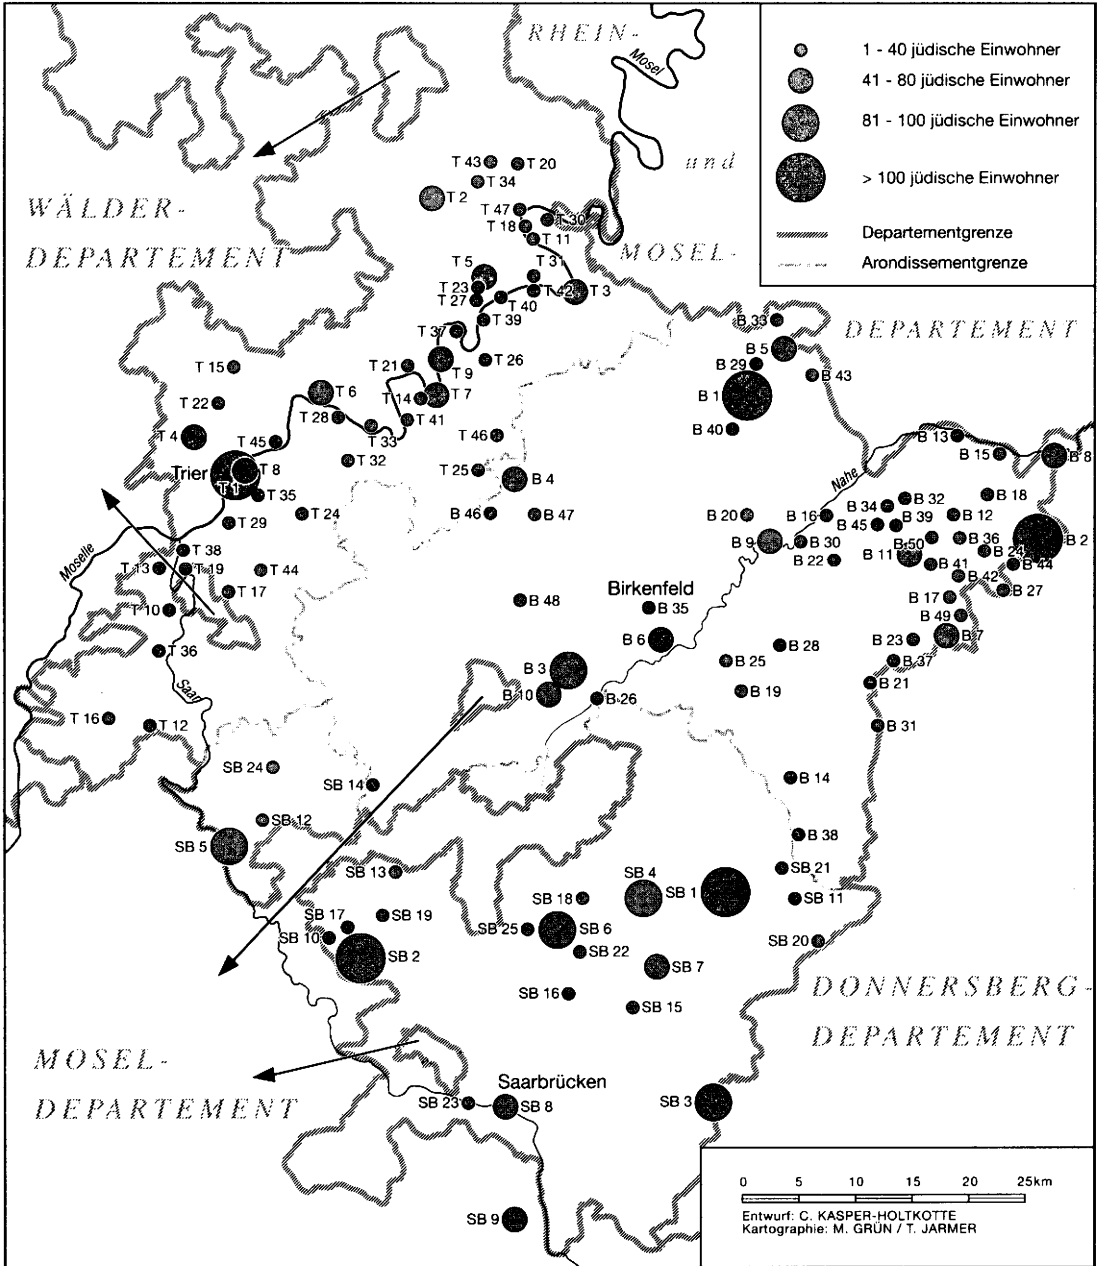 RHEIN-
Mosel
und
MOSEL-
DEPARTEMENT
1 - 40 jüdische Einwohner
41 - 80 jüdische Einwohner
81 - 100 jüdische Einwohner
> 100 jüdische Einwohner
Departementgrenze
Arondissementgrenze
WÄLDER-
DEPARTEMENT
T 43
T 20
T 34
T 2
T 47
T 30
T 18
T 11
T 31
T 5
T 23
T 42
T 3
T 27
T 40
T 39
T 37
B 33
B 5
T 15
T 21
T 9
T 26
B 29
B 43
T 6
T 14
T 7
B 1
T 22
T 28
T 41
T 33
B 40
T 4
T 45
T 46
B 13
B 15
B 8
Trier
T 8
T 32
T 25
B 4
Nahe
T 1
T 35
B 32
B 18
T 24
B 46
B 47
B 20
B 16
B 34
B 39
B 12
T 29
B 45
B 9
B 30
B 50
B 36
B 2
Moselle
T 38
B 22
B 11
B 24
B 44
T 13
T 19
T 44
B 41
B 42
B 27
T 17
Birkenfeld
B 17
T 10
B 48
B 35
B 49
B 6
B 23
B 7
T 36
B 28
B 3
B 25
B 37
Saar
B 10
B 26
B 19
B 21
T 16
T 12
B 31
SB 24
SB 14
B 14
SB 12
B 38
SB 5
SB 13
SB 4
SB 1
SB 21
SB 18
SB 11
SB 17
SB 19
SB 10
SB 25
SB 6
SB 20
SB 2
SB 22
SB 7
SB 16
SB 15
DONNERSBERG-
DEPARTEMENT
MOSEL-
DEPARTEMENT
Saarbrücken
SB 23
SB 8
SB 3
SB 9
0 5 10 15 20 25km
Entwurf: C. KASPER-HOLTKOTTE
Kartographie: M. GRÜN / T. JARMER